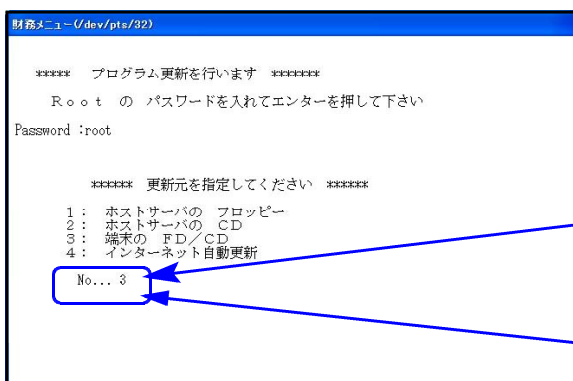 財務メニュー(/dev/pts/32)
***** プログラム更新を行います *******
Ｒｏｏｔ の パスワードを入れてエンターを押して下さい
Password :root
****** 更新元を指定してください ******
１： ホストサーバの フロッピー
２： ホストサーバの ＣＤ
３： 端末の ＦＤ／ＣＤ
４： インターネット自動更新
No... 3